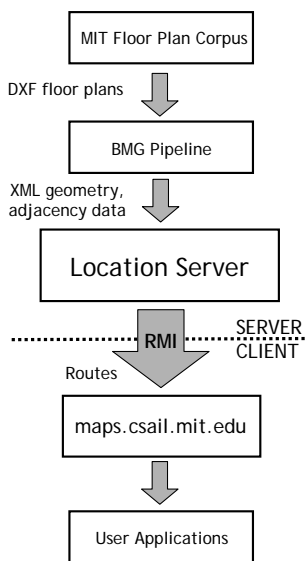 MIT Floor Plan Corpus
DXF floor plans
BMG Pipeline
XML geometry,
adjacency data
Location Server
RMI
SERVER
CLIENT
Routes
maps.csail.mit.edu
User Applications